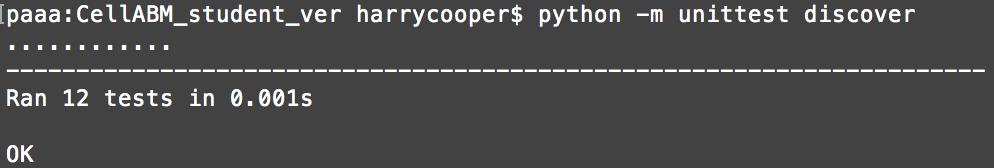 paaa:CellABM_student_ver harrycooper$ python -m unittest discover
............
----------------------------------------------------------------------
Ran 12 tests in 0.001s
OK